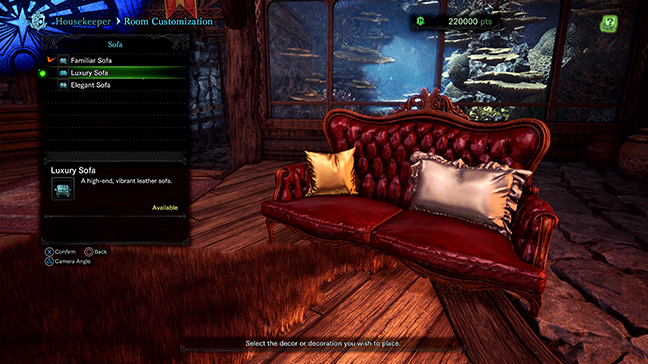 Housekeeper > Room Customization
220000 pts
Sofa
Familiar Sofa
Luxury Sofa
Elegant Sofa
Luxury Sofa
A high-end, vibrant leather sofa.
Available
Confirm Back
Camera Angle
Select the decor or decoration you wish to place.